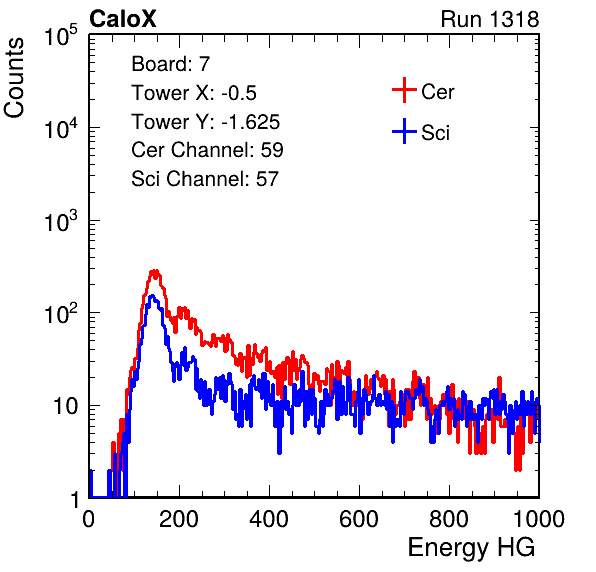 CaloX Run 1318
Counts
Board: 7
Tower X: -0.5
Tower Y: -1.625
Cer Channel: 59
Sci Channel: 57
Cer
Sci
10^5
10^4
10^3
10^2
10
1
0 200 400 600 800 1000
Energy HG